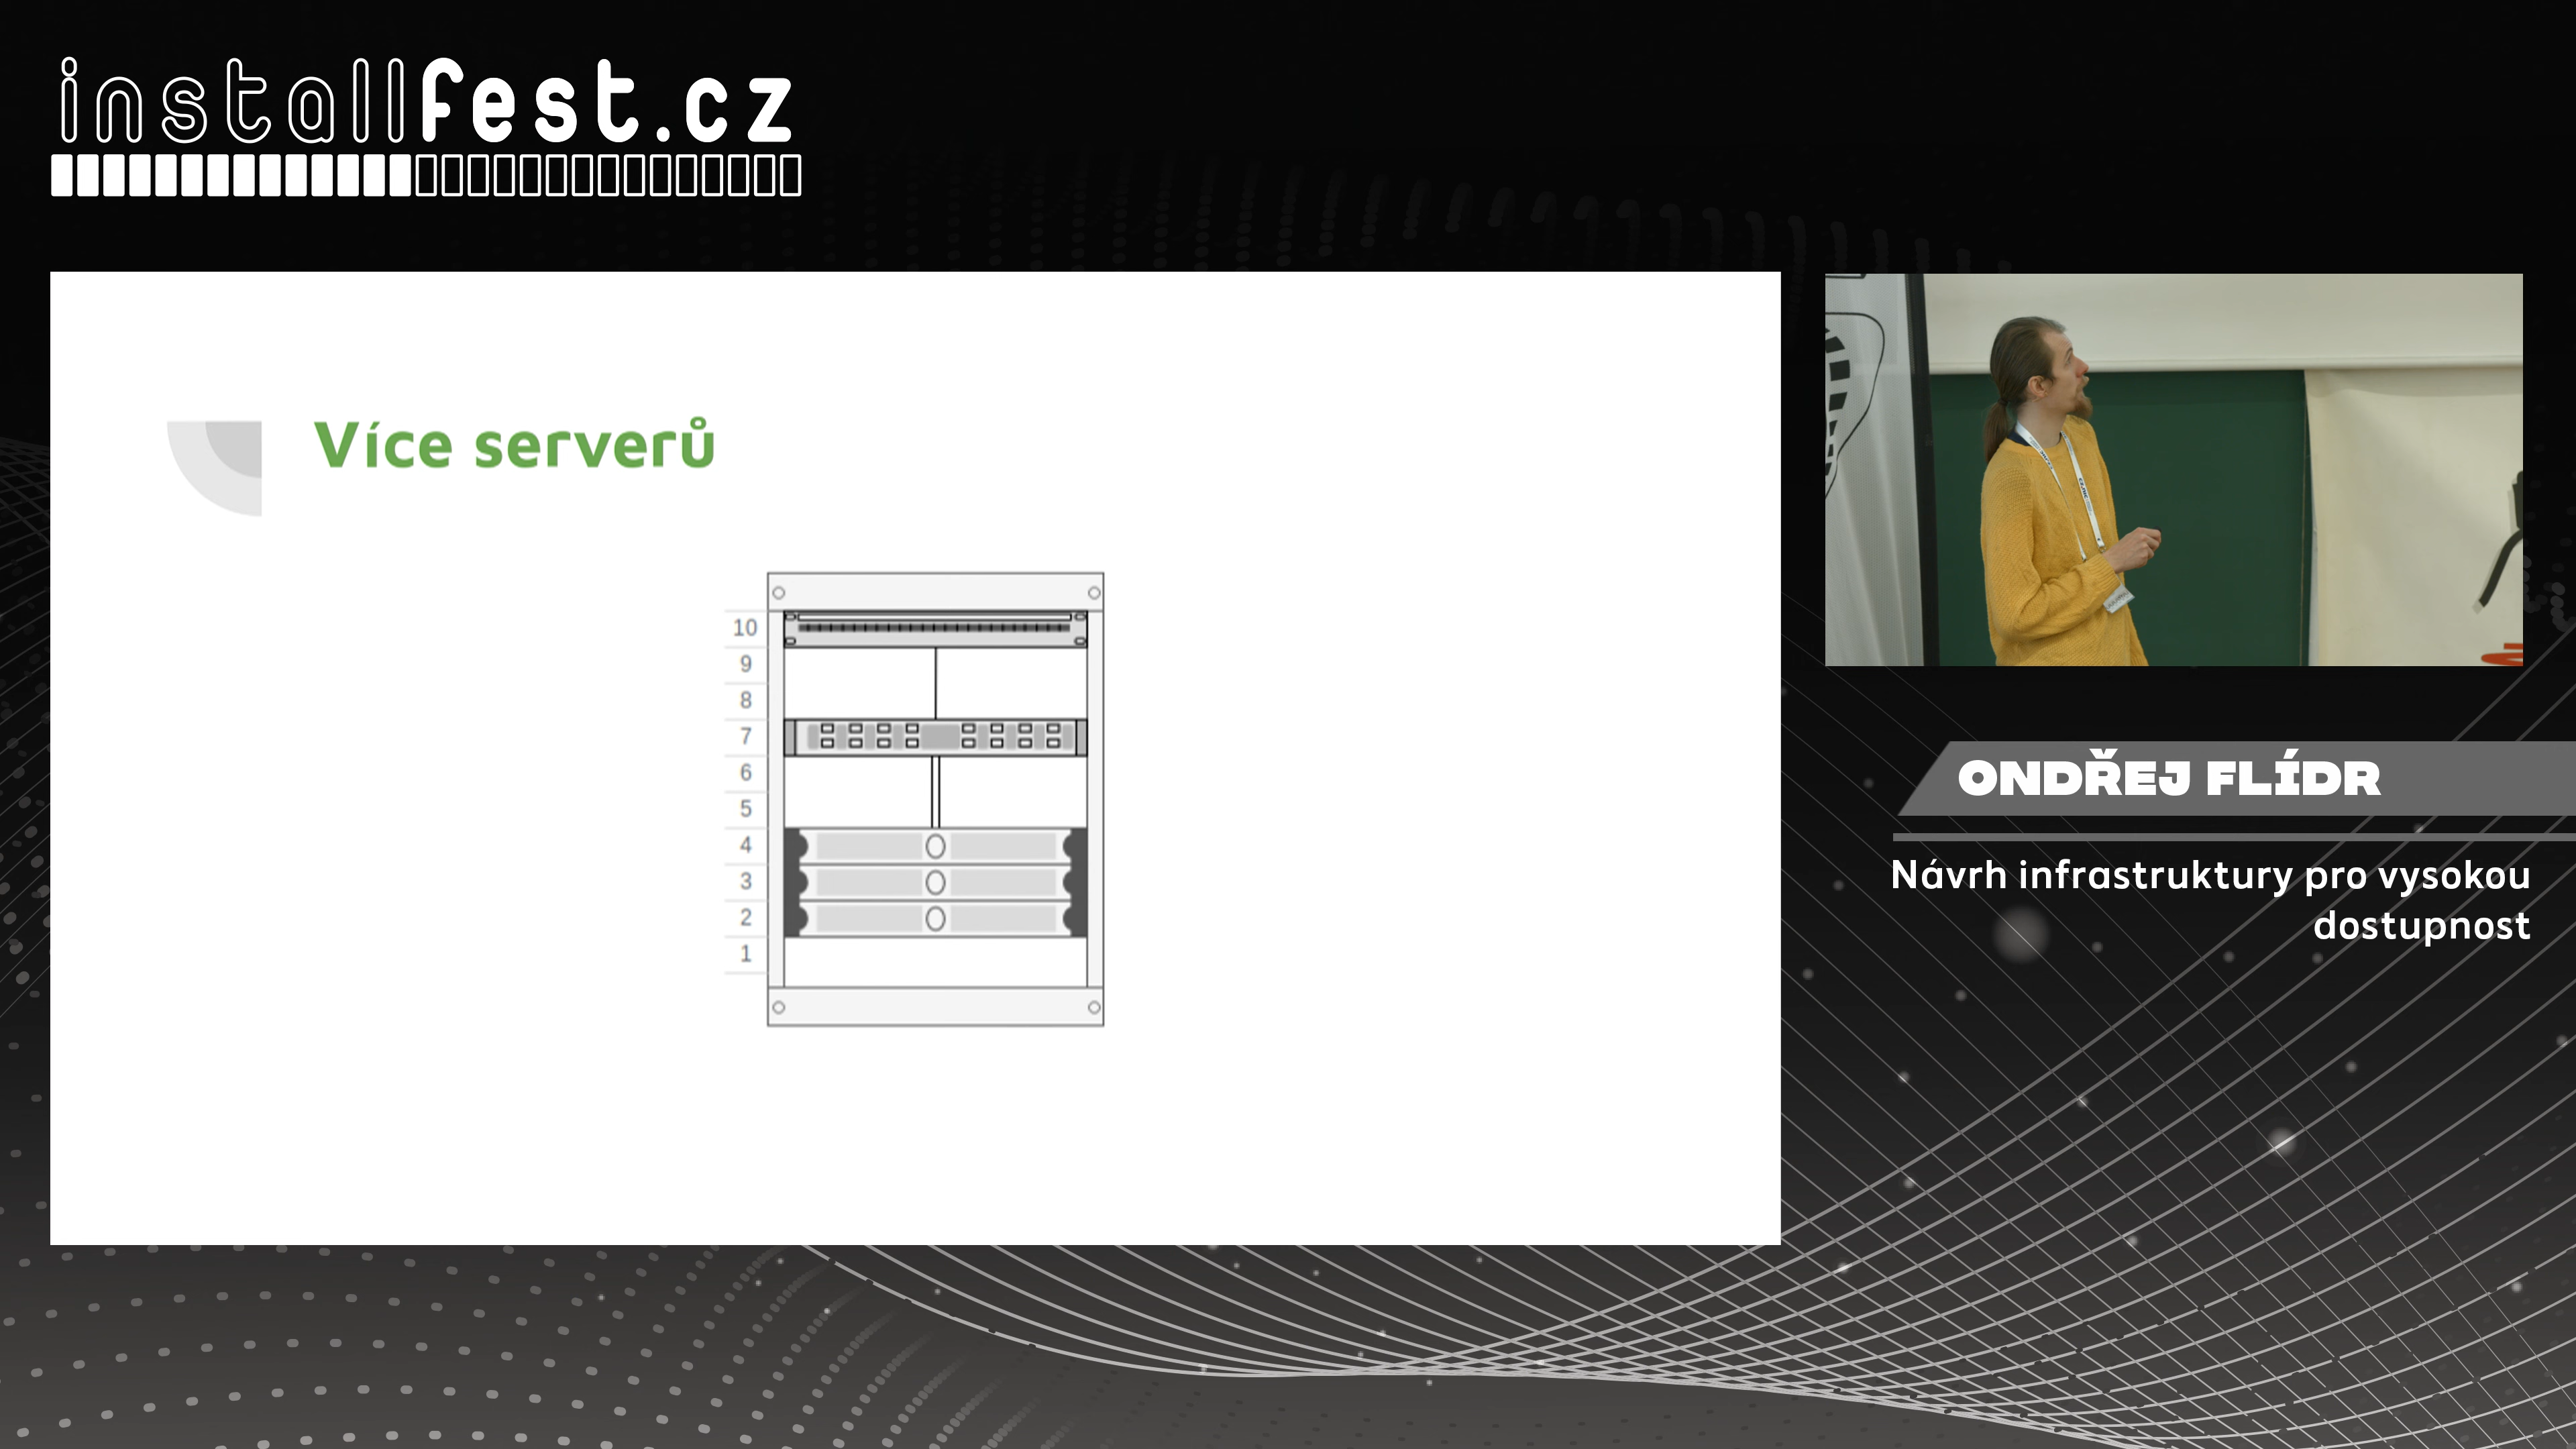 installfest.cz
Více serverů
10
9
8
7
6
5
4
3
2
1
ONDŘEJ FLÍDR
Návrh infrastruktury pro vysokou
dostupnost